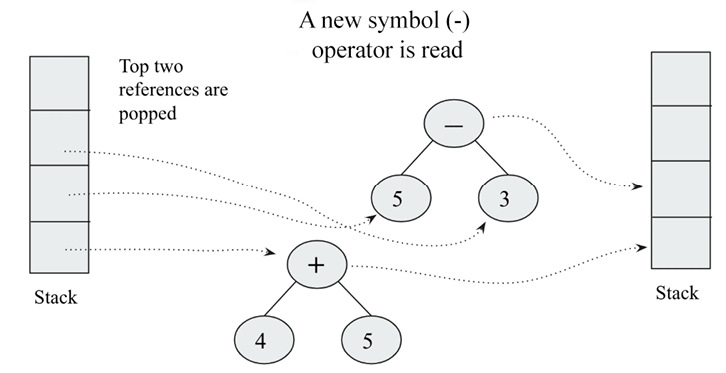 A new symbol (-)
operator is read
Top two
references are
popped
–
5
3
+
4
5
Stack
Stack